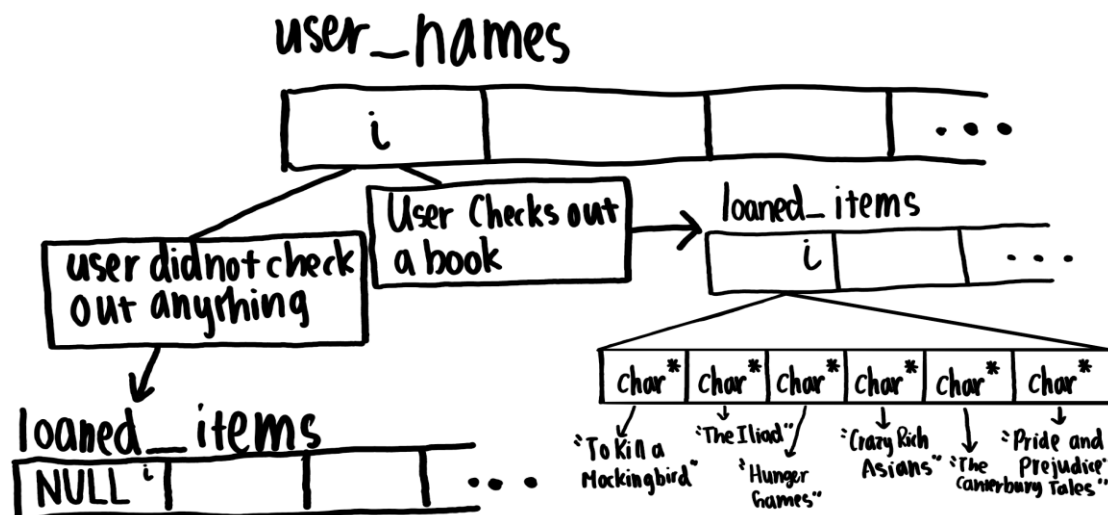 user_names
i
...
User Checks out
a book
loaned_items
i
...
user did not check
out anything
char* char* char* char* char* char*
"To Kill a
Mockingbird"
"The Iliad"
"Hunger
Games"
"Crazy Rich
Asians"
"The
Canterbury Tales"
"Pride and
Prejudice"
loaned_items
NULL i
...